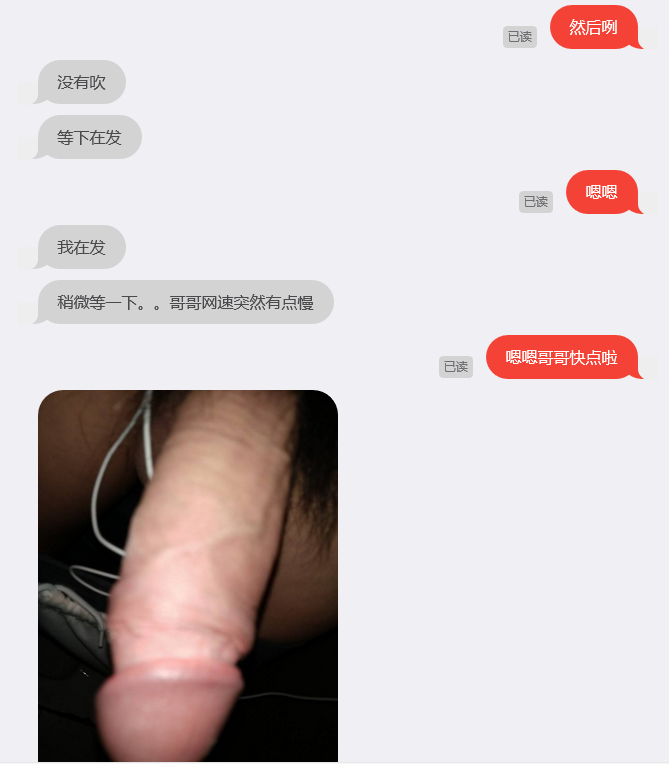 然后咧
已读
没有吹
等下在发
嗯嗯
已读
我在发
稍微等一下。。哥哥网速突然有点慢
嗯嗯哥哥快点啦
已读